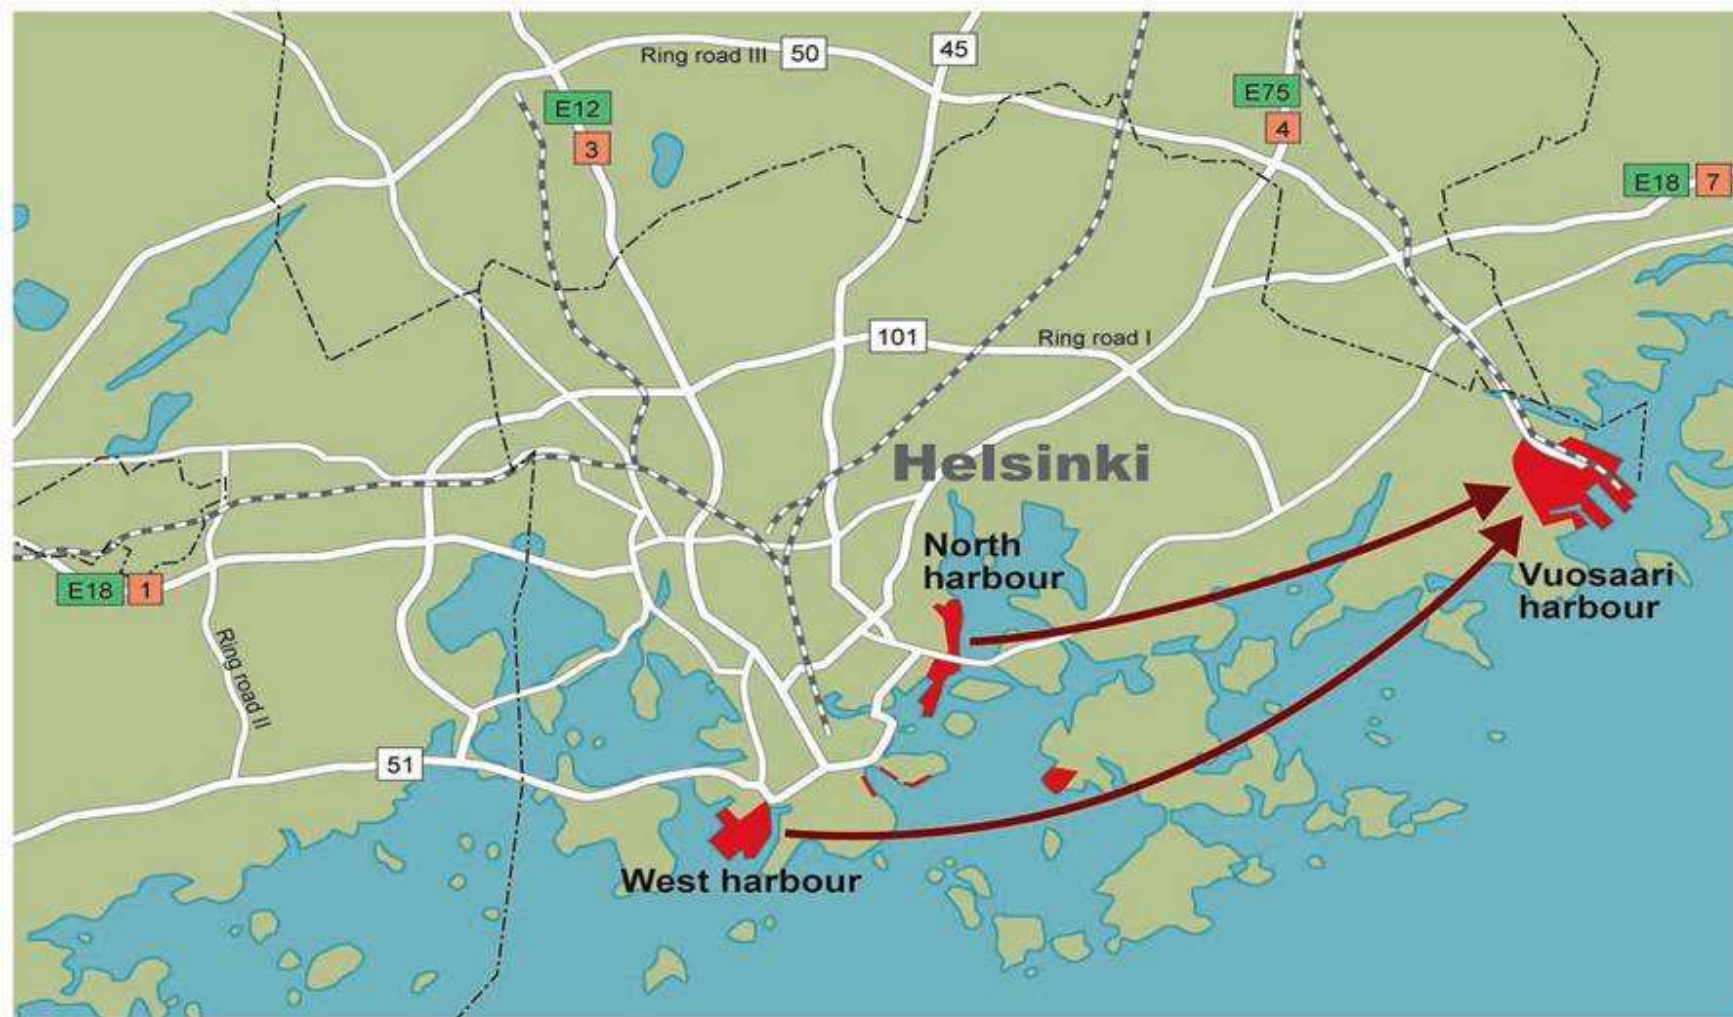 Ring road III
50
45
E12
3
E75
4
E18
7
101
Ring road I
Helsinki
North
harbour
Vuosaari
harbour
E18
1
Ring road II
51
West harbour